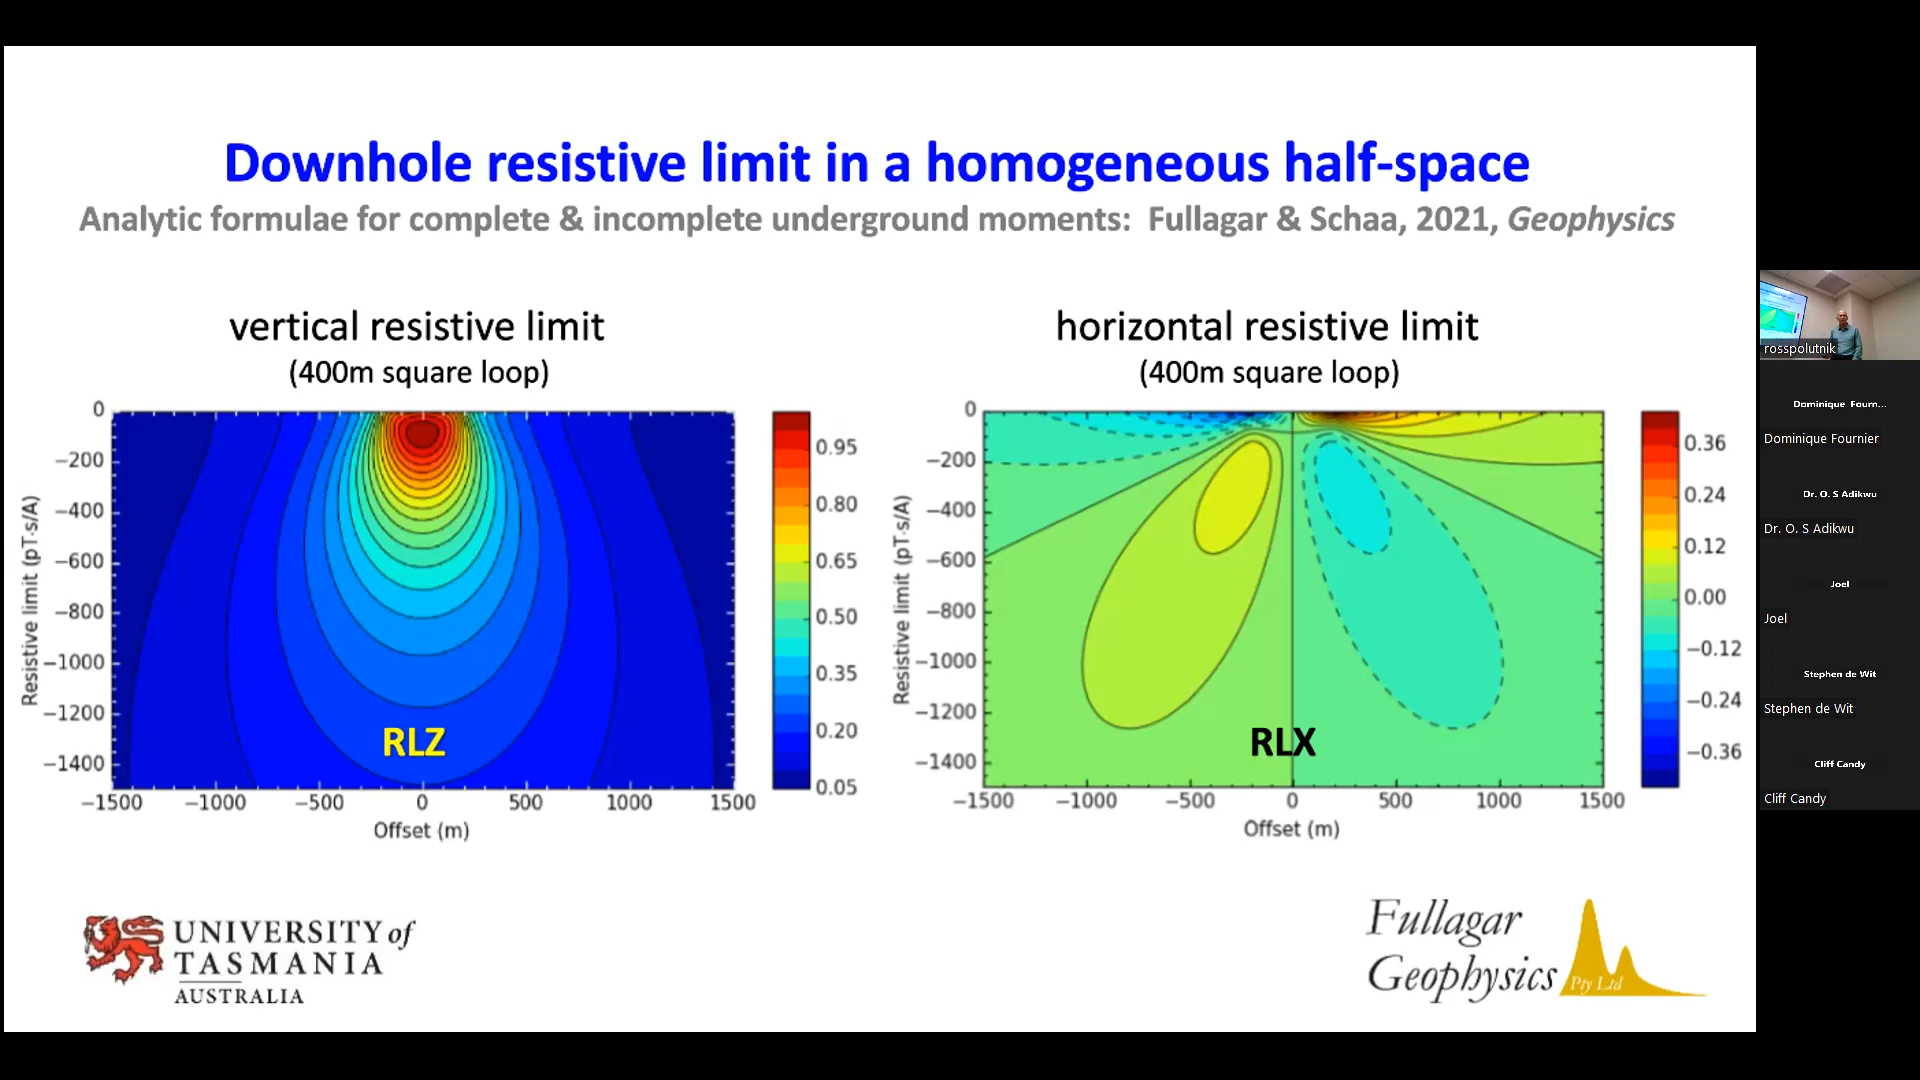 Downhole resistive limit in a homogeneous half-space
Analytic formulae for complete & incomplete underground moments: Fullagar & Schaa, 2021, Geophysics
vertical resistive limit
(400m square loop)
0
−200
−400
−600
−800
−1000
−1200
−1400
Resistive limit (pT·s/A)
RLZ
−1500
−1000
−500
0
500
1000
1500
Offset (m)
0.95
0.80
0.65
0.50
0.35
0.20
0.05
horizontal resistive limit
(400m square loop)
0
−200
−400
−600
−800
−1000
−1200
−1400
Resistive limit (pT·s/A)
RLX
−1500
−1000
−500
0
500
1000
1500
Offset (m)
0.36
0.24
0.12
0.00
−0.12
−0.24
−0.36
UNIVERSITY of
TASMANIA
AUSTRALIA
Fullagar
Geophysics
Pty Ltd
rosspolutnik
Dominique Fourn...
Dominique Fournier
Dr. O. S Adikwu
Dr. O. S Adikwu
Joel
Joel
Stephen de Wit
Stephen de Wit
Cliff Candy
Cliff Candy